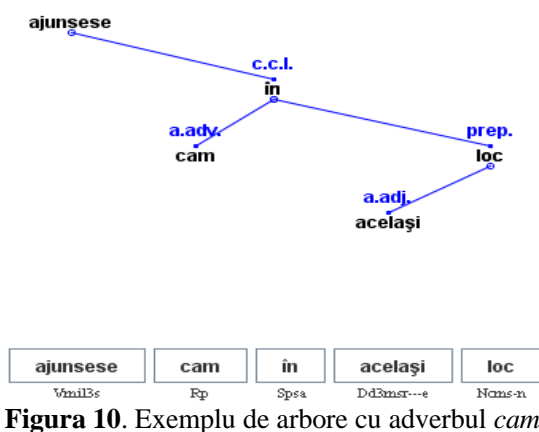 ajunsese
c.c.l.
în
a.adv.
prep.
cam
loc
a.adj.
acelaşi
ajunsese cam în acelaşi loc
Vmil3s Rp Spsa Dd3msr---e Ncms-n
Figura 10. Exemplu de arbore cu adverbul cam